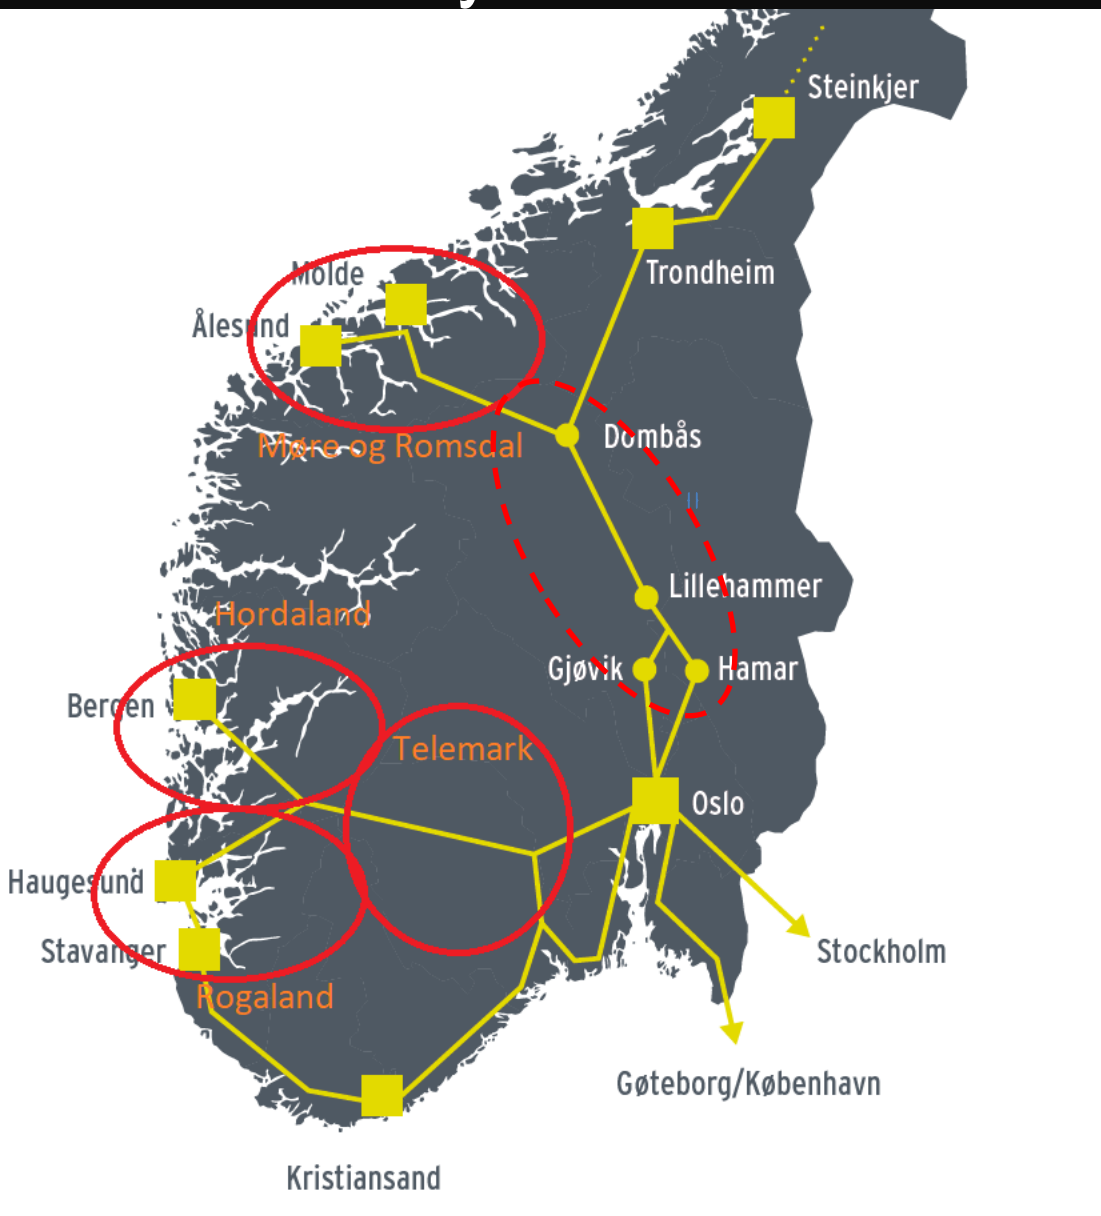 Steinkjer
Trondheim
Molde
Ålesund
Møre og Romsdal
Dombås
Lillehammer
Hordaland
Gjøvik
Hamar
Bergen
Telemark
Oslo
Haugesund
Stavanger
Stockholm
Rogaland
Gøteborg/København
Kristiansand